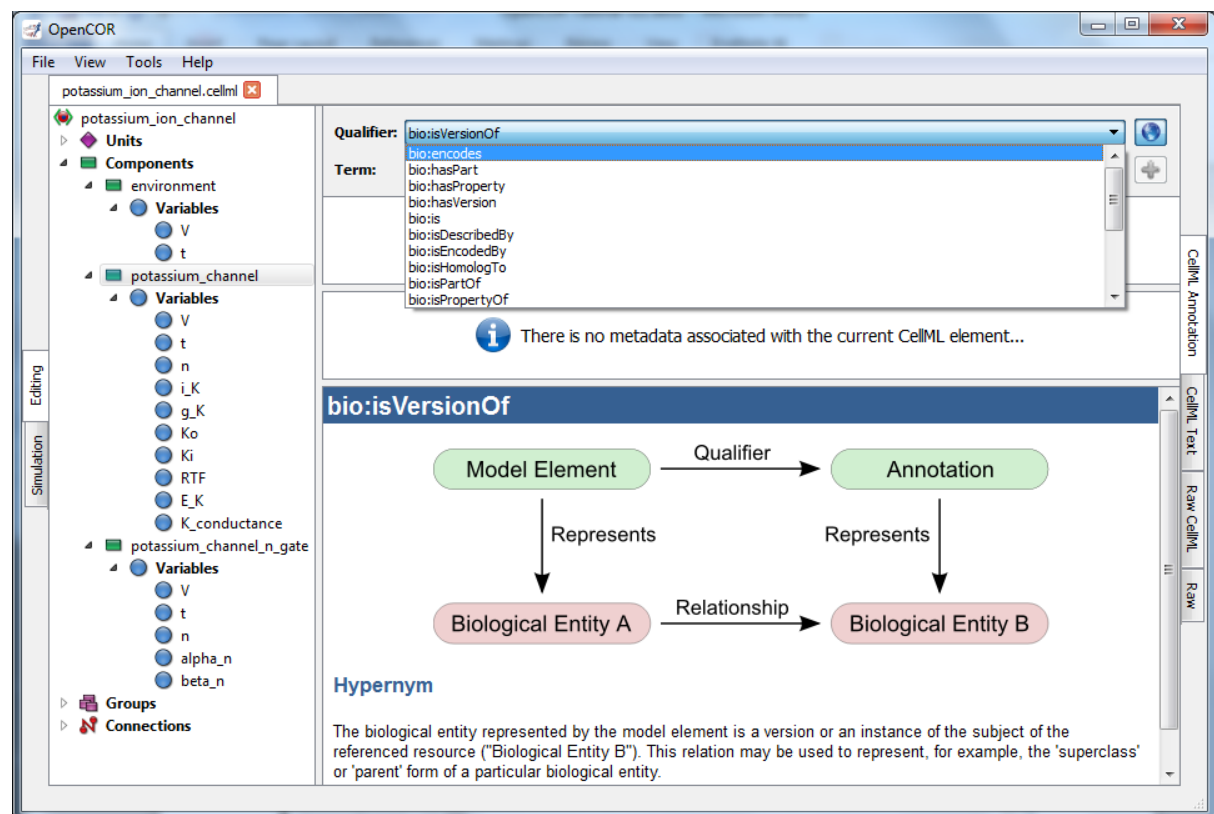 OpenCOR
File View Tools Help
potassium_ion_channel.cellml
potassium_ion_channel
Units
Components
environment
Variables
V
t
potassium_channel
Variables
V
t
n
i_K
g_K
Ko
Ki
RTF
E_K
K_conductance
potassium_channel_n_gate
Variables
V
t
n
alpha_n
beta_n
Groups
Connections
Editing
Simulation
Qualifier: bio:isVersionOf
Term:
bio:encodes
bio:hasPart
bio:hasProperty
bio:hasVersion
bio:is
bio:isDescribedBy
bio:isEncodedBy
bio:isHomologTo
bio:isPartOf
bio:isPropertyOf
There is no metadata associated with the current CellML element...
bio:isVersionOf
Model Element
Qualifier
Annotation
Represents
Represents
Biological Entity A
Relationship
Biological Entity B
Hypernym
The biological entity represented by the model element is a version or an instance of the subject of the
referenced resource ("Biological Entity B"). This relation may be used to represent, for example, the 'superclass'
or 'parent' form of a particular biological entity.
CellML Annotation
CellML Text
Raw CellML
Raw